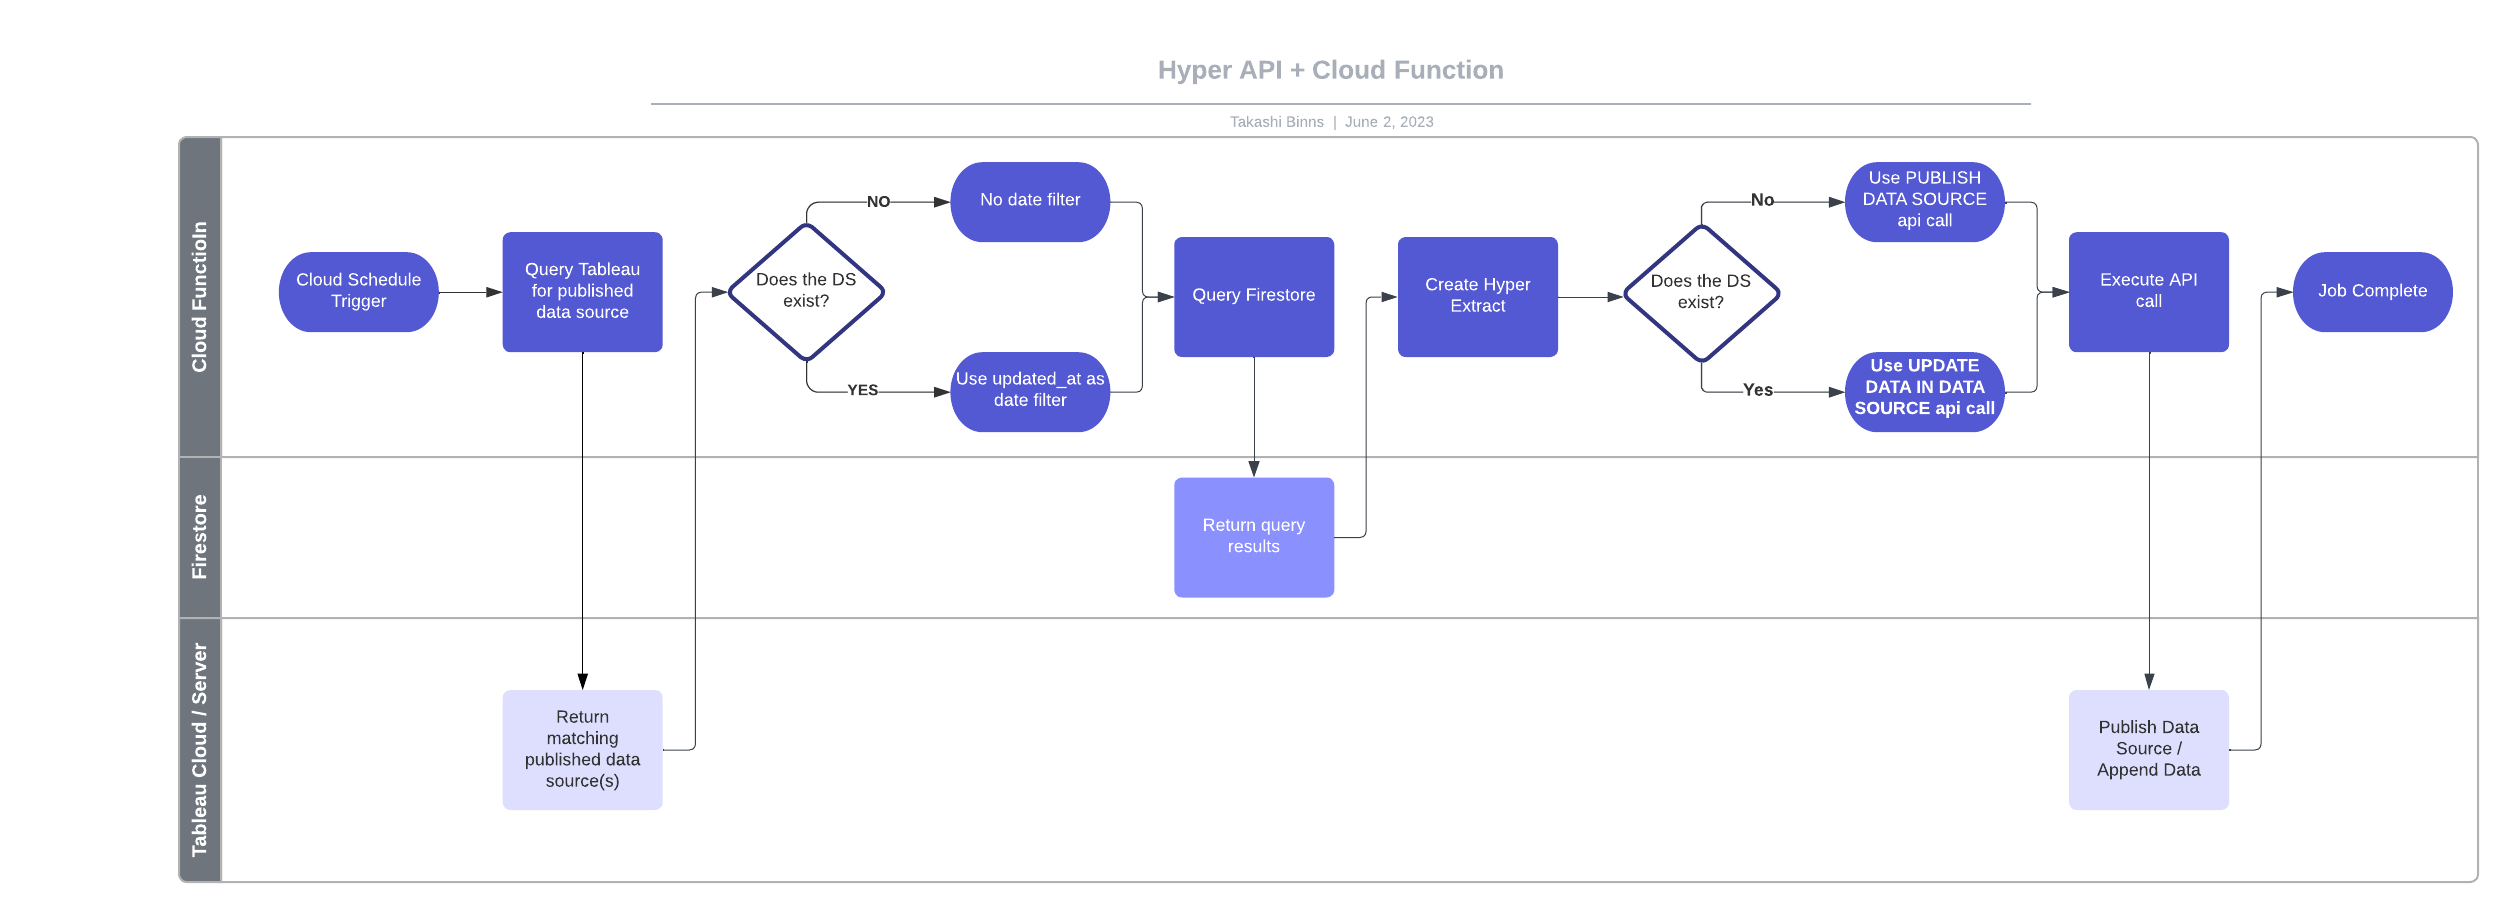 Hyper API + Cloud Function
Takashi Binns | June 2, 2023
Cloud Functioln
Cloud Schedule
Trigger
Query Tableau
for published
data source
Does the DS
exist?
NO
No date filter
YES
Use updated_at as
date filter
Query Firestore
Create Hyper
Extract
Does the DS
exist?
No
Use PUBLISH
DATA SOURCE
api call
Yes
Use UPDATE
DATA IN DATA
SOURCE api call
Execute API
call
Job Complete
Firestore
Return query
results
Tableau Cloud / Server
Return
matching
published data
source(s)
Publish Data
Source /
Append Data